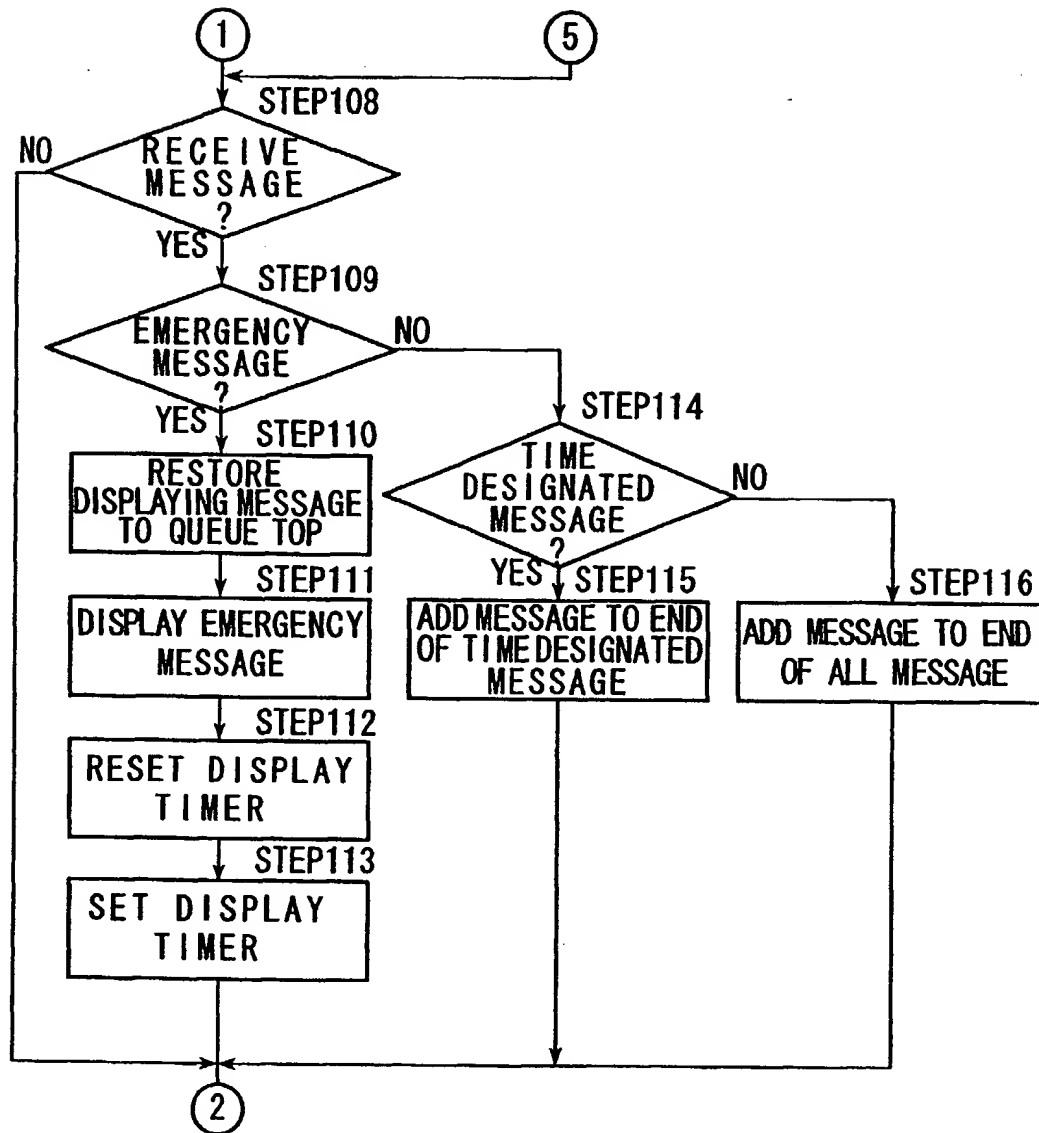 1
5
STEP108
NO
RECEIVE
MESSAGE
?
YES
STEP109
EMERGENCY
MESSAGE
?
NO
YES
STEP110
RESTORE
DISPLAYING MESSAGE
TO QUEUE TOP
STEP111
DISPLAY EMERGENCY
MESSAGE
STEP112
RESET DISPLAY
TIMER
STEP113
SET DISPLAY
TIMER
STEP114
TIME
DESIGNATED
MESSAGE
?
NO
YES
STEP115
ADD MESSAGE TO END
OF TIME DESIGNATED
MESSAGE
STEP116
ADD MESSAGE TO END
OF ALL MESSAGE
2